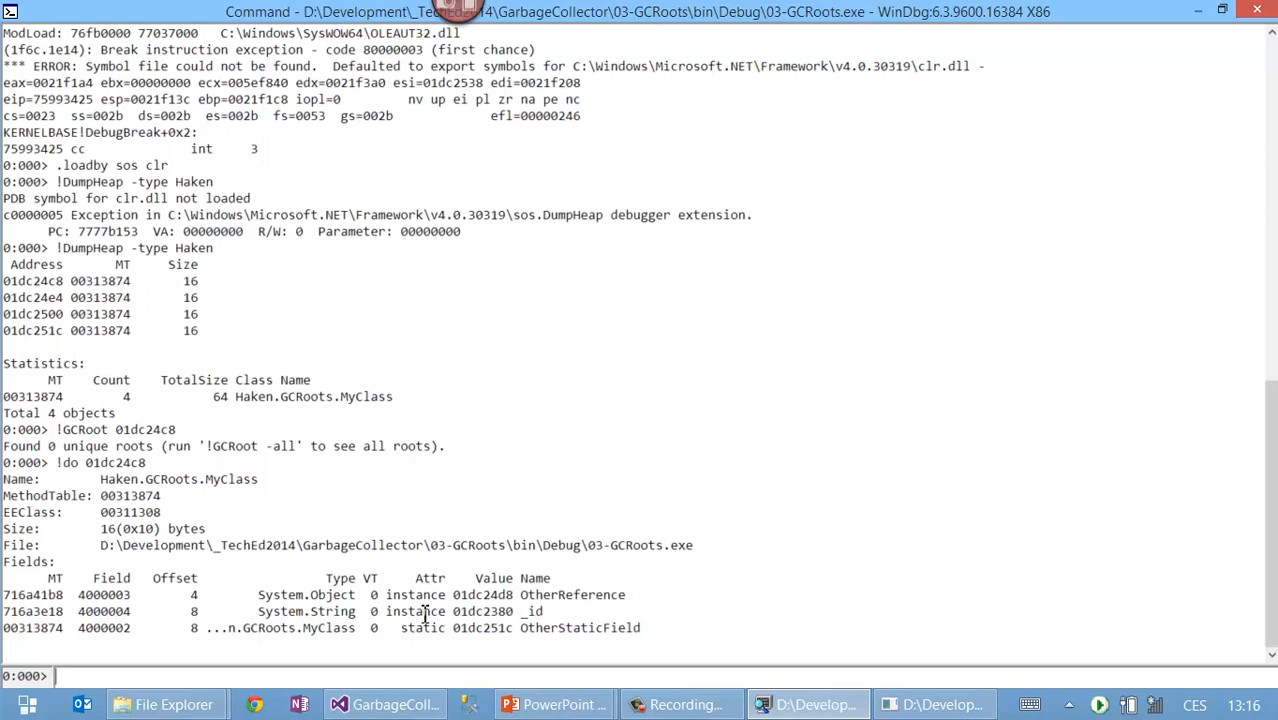 Command - D:\Development\_TechEd2014\GarbageCollector\03-GCRoots\bin\Debug\03-GCRoots.exe - WinDbg:6.3.9600.16384 X86
ModLoad: 76fb0000 77037000   C:\Windows\SysWOW64\OLEAUT32.dll
(1f6c.1e14): Break instruction exception - code 80000003 (first chance)
*** ERROR: Symbol file could not be found.  Defaulted to export symbols for C:\Windows\Microsoft.NET\Framework\v4.0.30319\clr.dll -
eax=0021f1a4 ebx=00000000 ecx=005ef840 edx=0021f3a0 esi=01dc2538 edi=0021f208
eip=75993425 esp=0021f13c ebp=0021f1c8 iopl=0         nv up ei pl zr na pe nc
cs=0023  ss=002b  ds=002b  es=002b  fs=0053  gs=002b             efl=00000246
KERNELBASE!DebugBreak+0x2:
75993425 cc              int     3
0:000> .loadby sos clr
0:000> !DumpHeap -type Haken
PDB symbol for clr.dll not loaded
c0000005 Exception in C:\Windows\Microsoft.NET\Framework\v4.0.30319\sos.DumpHeap debugger extension.
      PC: 7777b153  VA: 00000000  R/W: 0  Parameter: 00000000
0:000> !DumpHeap -type Haken
 Address       MT     Size
01dc24c8 00313874       16
01dc24e4 00313874       16
01dc2500 00313874       16
01dc251c 00313874       16
Statistics:
      MT    Count    TotalSize Class Name
00313874        4           64 Haken.GCRoots.MyClass
Total 4 objects
0:000> !GCRoot 01dc24c8
Found 0 unique roots (run '!GCRoot -all' to see all roots).
0:000> !do 01dc24c8
Name:        Haken.GCRoots.MyClass
MethodTable: 00313874
EEClass:     00311308
Size:        16(0x10) bytes
File:        D:\Development\_TechEd2014\GarbageCollector\03-GCRoots\bin\Debug\03-GCRoots.exe
Fields:
      MT    Field   Offset                 Type VT     Attr    Value Name
716a41b8  4000003        4        System.Object  0 instance 01dc24d8 OtherReference
716a3e18  4000004        8        System.String  0 instance 01dc2380 _id
00313874  4000002        8 ...n.GCRoots.MyClass  0   static 01dc251c OtherStaticField
0:000>
File Explorer GarbageColl... PowerPoint ... Recording... D:\Develop... D:\Develop... CES 13:16